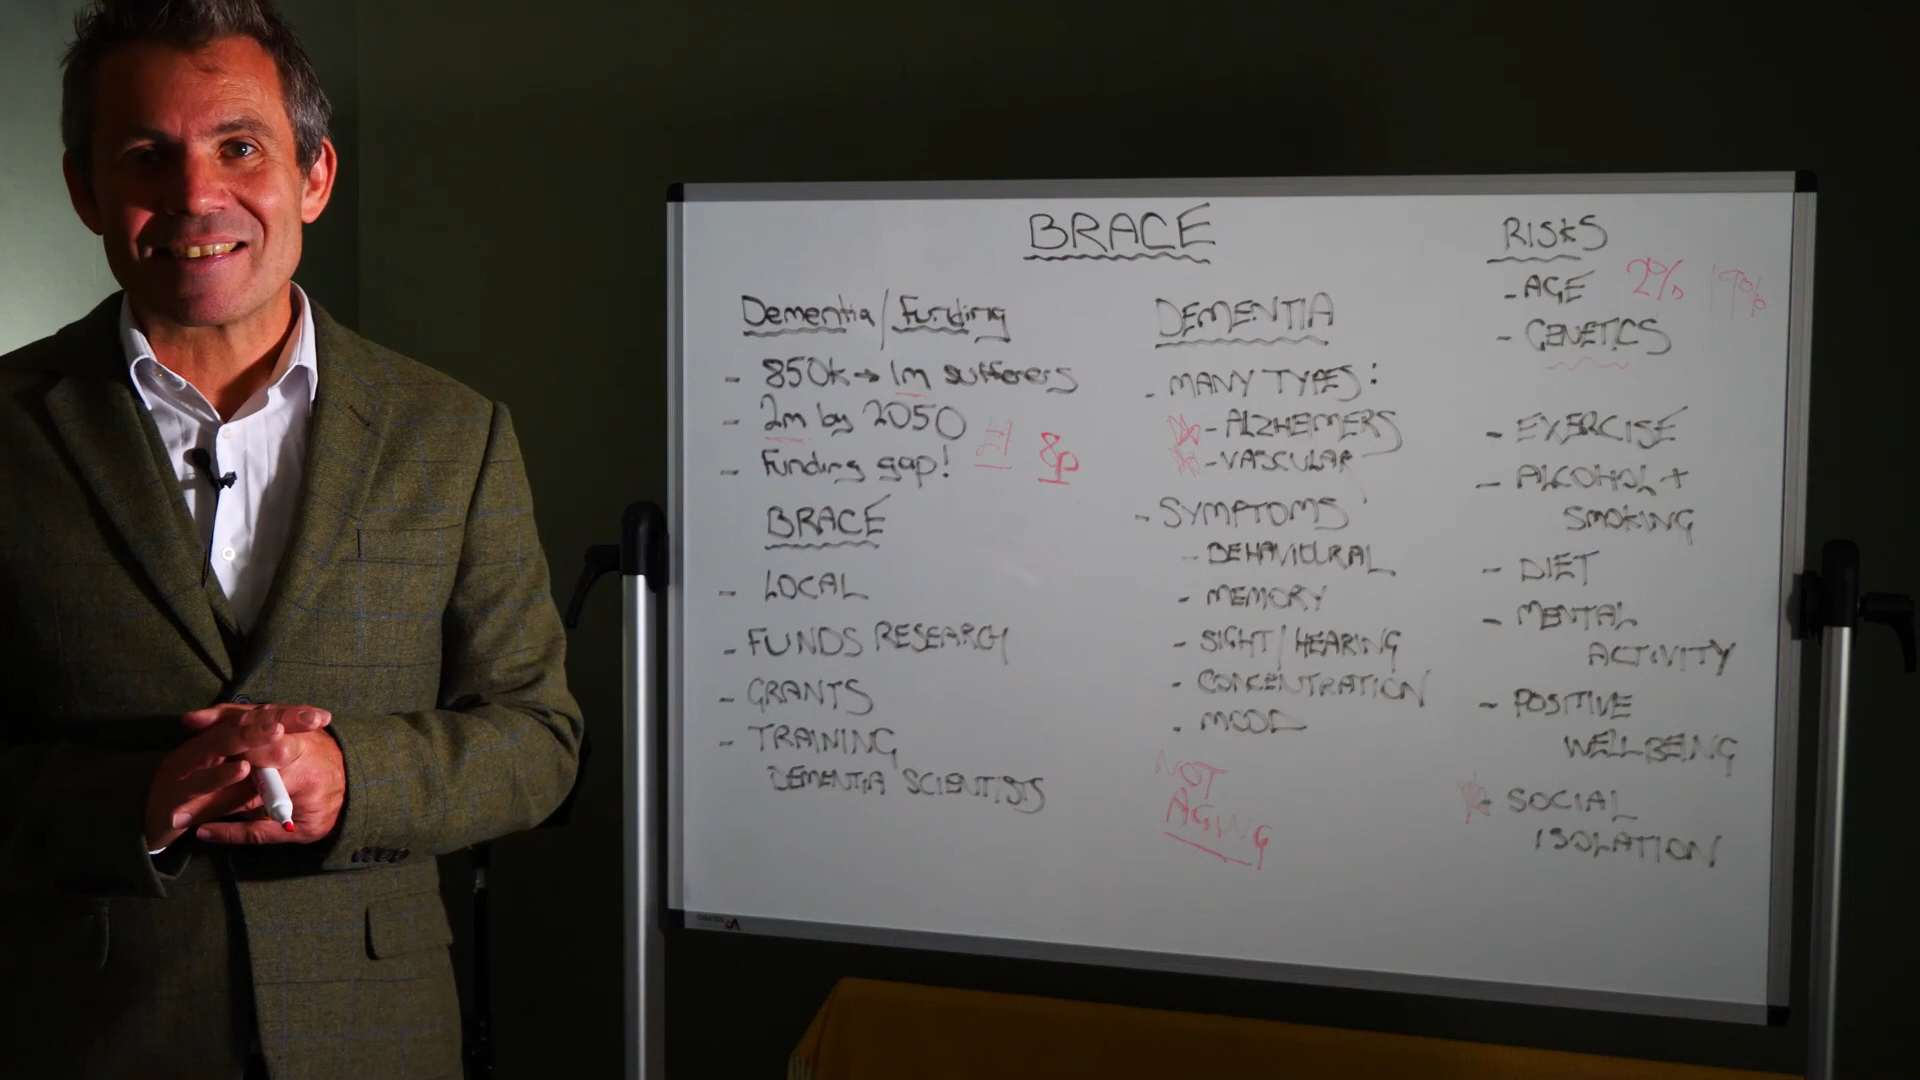 BRACE
Dementia/Funding
- 850k → 1m sufferers
- 2m by 2050
- Funding gap! £1 8p
BRACE
- LOCAL
- FUNDS RESEARCH
- GRANTS
- TRAINING
DEMENTIA SCIENTISTS
DEMENTIA
- MANY TYPES:
- ALZHEMERS
- VASCULAR
- SYMPTOMS
- BEHAVIOURAL
- MEMORY
- SIGHT/HEARING
- CONCENTRATION
- MOOD
NOT
AGING
RISKS
- AGE 2% 19%
- GENETICS
- EXERCISE
- ALCOHOL +
SMOKING
- DIET
- MENTAL
ACTIVITY
- POSITIVE
WELLBEING
- SOCIAL
ISOLATION